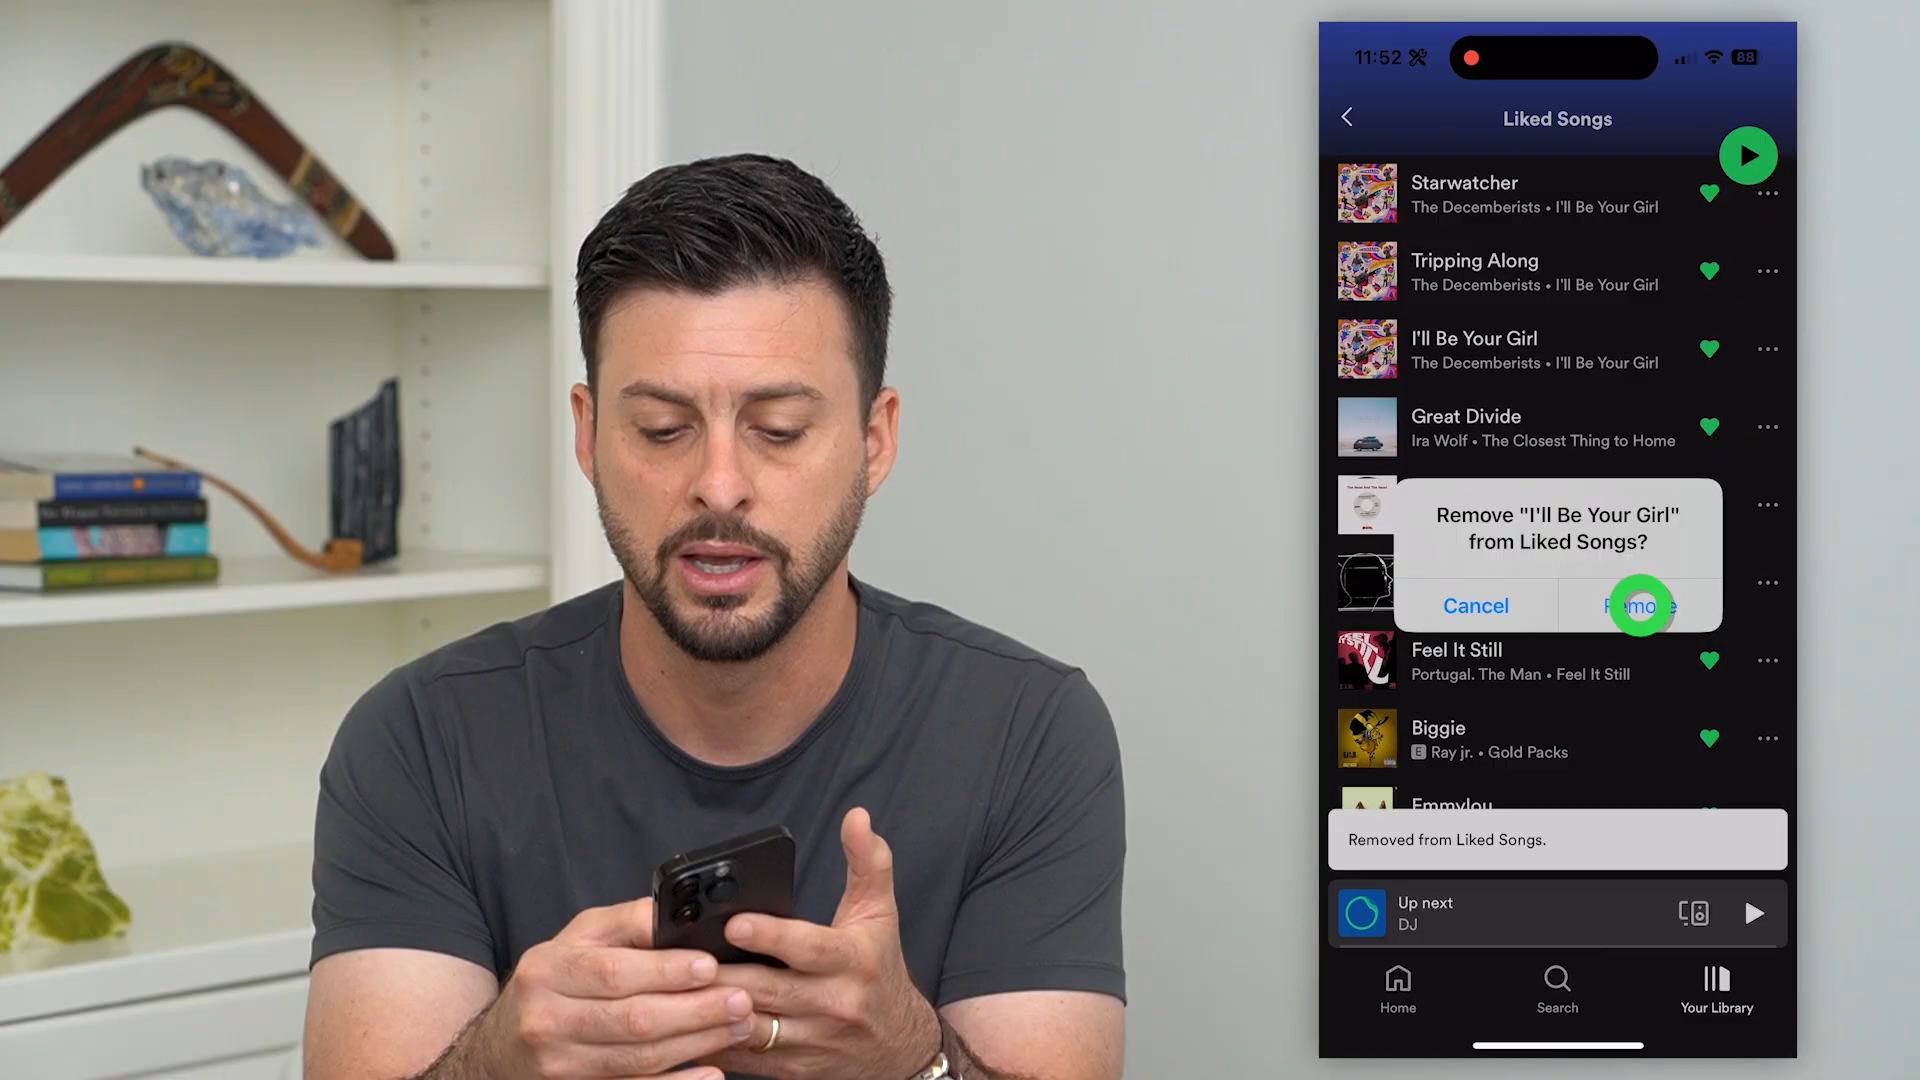 11:52
88
Liked Songs
Starwatcher
The Decemberists • I'll Be Your Girl
Tripping Along
The Decemberists • I'll Be Your Girl
I'll Be Your Girl
The Decemberists • I'll Be Your Girl
Great Divide
Ira Wolf • The Closest Thing to Home
Remove "I'll Be Your Girl"
from Liked Songs?
Cancel
Remove
Feel It Still
Portugal. The Man • Feel It Still
Biggie
E Ray jr. • Gold Packs
Emmylou
Removed from Liked Songs.
Up next
DJ
Home
Search
Your Library